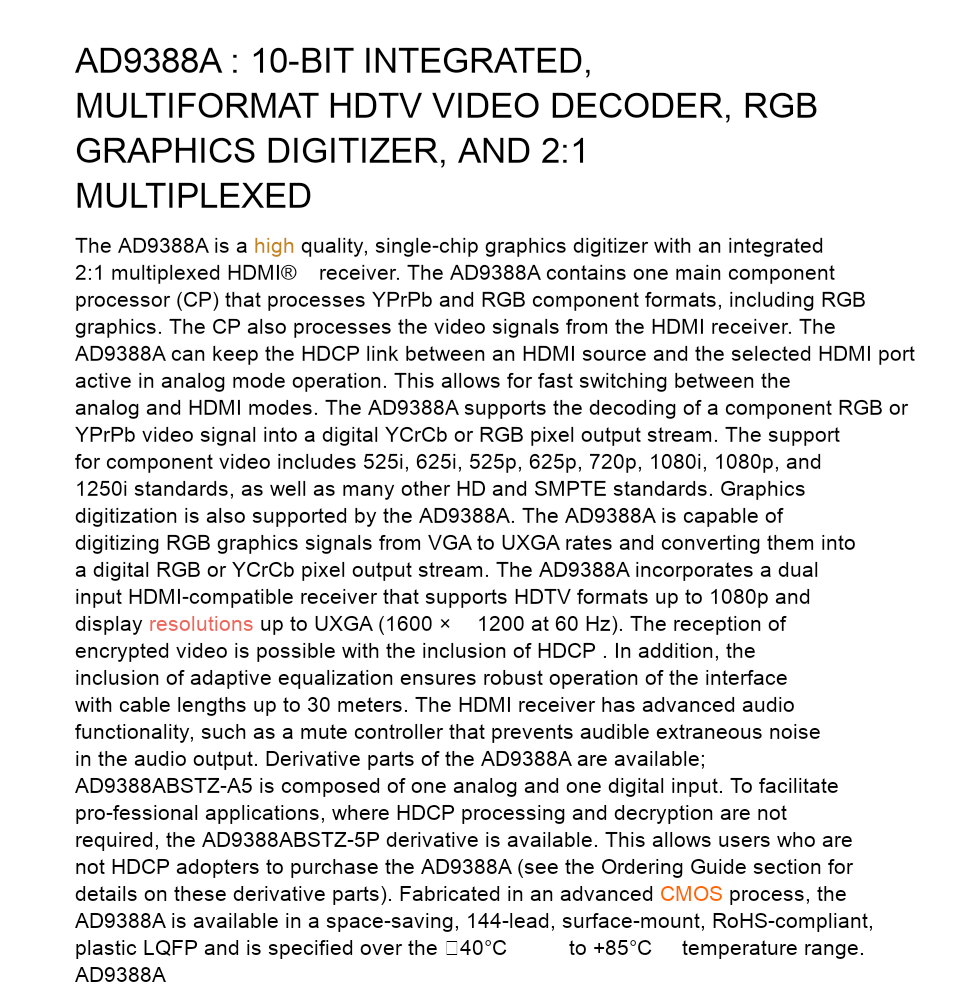 AD9388A : 10-BIT INTEGRATED,
MULTIFORMAT HDTV VIDEO DECODER, RGB
GRAPHICS DIGITIZER, AND 2:1
MULTIPLEXED
The AD9388A is a high quality, single-chip graphics digitizer with an integrated
2:1 multiplexed HDMI® receiver. The AD9388A contains one main component
processor (CP) that processes YPrPb and RGB component formats, including RGB
graphics. The CP also processes the video signals from the HDMI receiver. The
AD9388A can keep the HDCP link between an HDMI source and the selected HDMI port
active in analog mode operation. This allows for fast switching between the
analog and HDMI modes. The AD9388A supports the decoding of a component RGB or
YPrPb video signal into a digital YCrCb or RGB pixel output stream. The support
for component video includes 525i, 625i, 525p, 625p, 720p, 1080i, 1080p, and
1250i standards, as well as many other HD and SMPTE standards. Graphics
digitization is also supported by the AD9388A. The AD9388A is capable of
digitizing RGB graphics signals from VGA to UXGA rates and converting them into
a digital RGB or YCrCb pixel output stream. The AD9388A incorporates a dual
input HDMI-compatible receiver that supports HDTV formats up to 1080p and
display resolutions up to UXGA (1600 × 1200 at 60 Hz). The reception of
encrypted video is possible with the inclusion of HDCP . In addition, the
inclusion of adaptive equalization ensures robust operation of the interface
with cable lengths up to 30 meters. The HDMI receiver has advanced audio
functionality, such as a mute controller that prevents audible extraneous noise
in the audio output. Derivative parts of the AD9388A are available;
AD9388ABSTZ-A5 is composed of one analog and one digital input. To facilitate
pro-fessional applications, where HDCP processing and decryption are not
required, the AD9388ABSTZ-5P derivative is available. This allows users who are
not HDCP adopters to purchase the AD9388A (see the Ordering Guide section for
details on these derivative parts). Fabricated in an advanced CMOS process, the
AD9388A is available in a space-saving, 144-lead, surface-mount, RoHS-compliant,
plastic LQFP and is specified over the □40°C to +85°C temperature range.
AD9388A